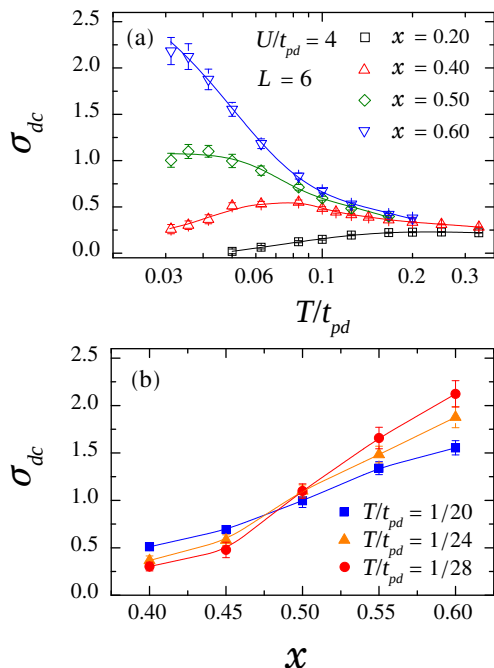 (a)
U/t_pd = 4
L = 6
x = 0.20
x = 0.40
x = 0.50
x = 0.60
σ_dc
2.5
2.0
1.5
1.0
0.5
0.0
0.03
0.06
0.1
0.2
0.3
T/t_pd
(b)
σ_dc
2.5
2.0
1.5
1.0
0.5
0.0
T/t_pd = 1/20
T/t_pd = 1/24
T/t_pd = 1/28
0.40
0.45
0.50
0.55
0.60
x